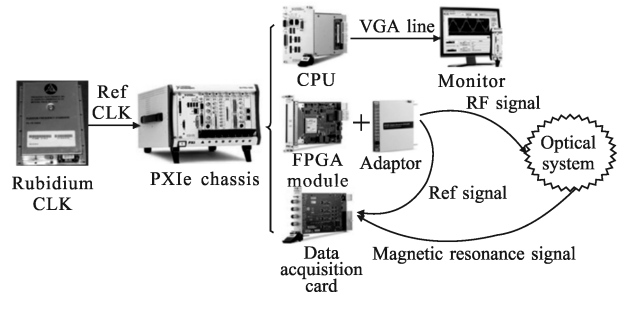 VGA line
CPU
Monitor
Ref
CLK
RF signal
Rubidium
CLK
PXIe chassis
FPGA
module
Adaptor
Optical
system
Ref signal
Data
acquisition
card
Magnetic resonance signal